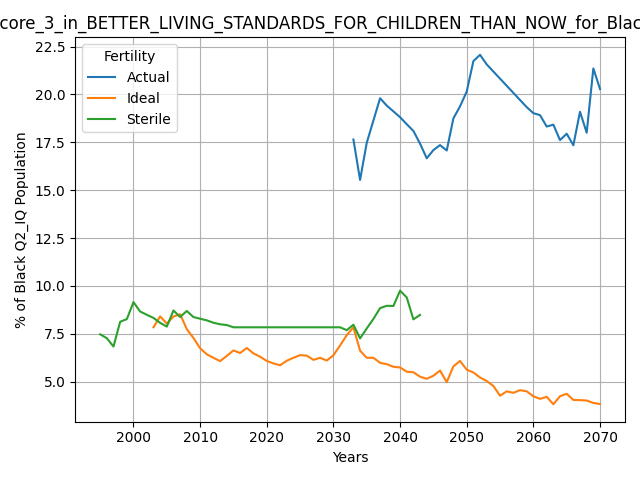 core_3_in_BETTER_LIVING_STANDARDS_FOR_CHILDREN_THAN_NOW_for_Blac
Fertility
Actual
Ideal
Sterile
% of Black Q2_IQ Population
22.5
20.0
17.5
15.0
12.5
10.0
7.5
5.0
2000 2010 2020 2030 2040 2050 2060 2070
Years